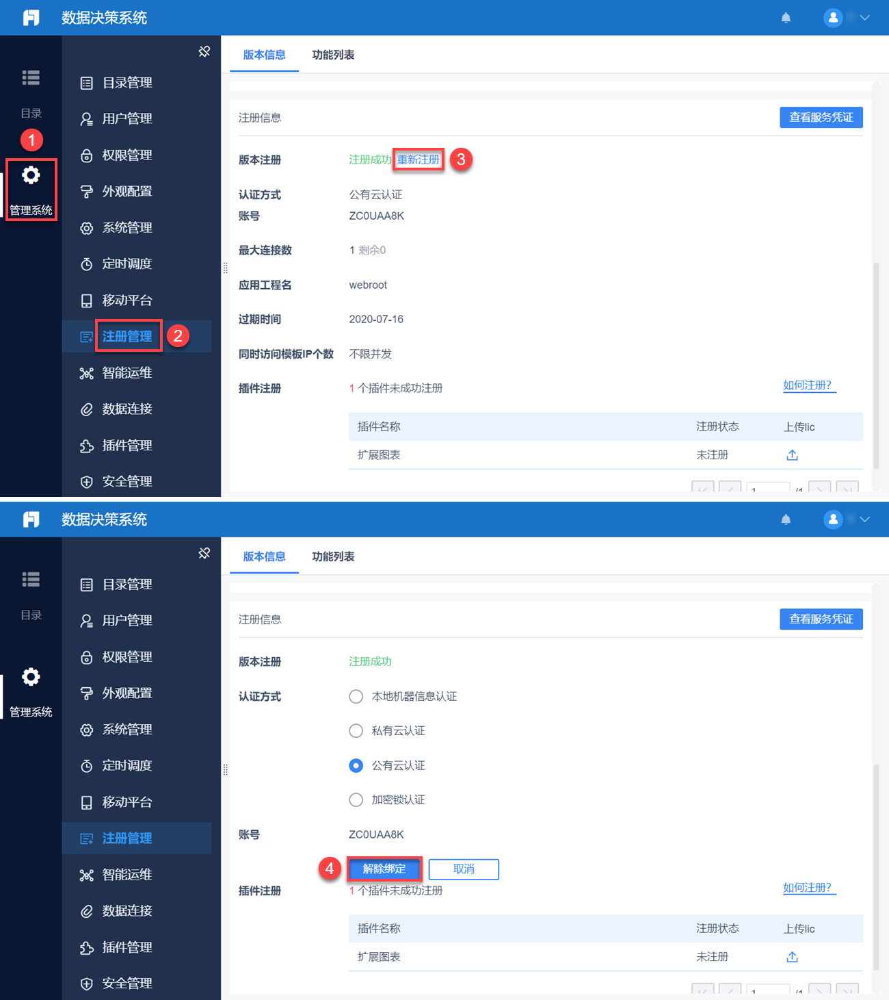 数据决策系统
版本信息 功能列表
目录
1
管理系统
目录管理
用户管理
权限管理
外观配置
系统管理
定时调度
移动平台
注册管理 2
智能运维
数据连接
插件管理
安全管理
注册信息 查看服务凭证
版本注册 注册成功 重新注册 3
认证方式 公有云认证
账号 ZC0UAA8K
最大连接数 1 剩余0
应用工程名 webroot
过期时间 2020-07-16
同时访问模板IP个数 不限并发
插件注册 1 个插件未成功注册 如何注册?
插件名称 注册状态 上传lic
扩展图表 未注册
1 /1
数据决策系统
版本信息 功能列表
目录
管理系统
目录管理
用户管理
权限管理
外观配置
系统管理
定时调度
移动平台
注册管理
智能运维
数据连接
插件管理
安全管理
注册信息 查看服务凭证
版本注册 注册成功
认证方式 本地机器信息认证
私有云认证
公有云认证
加密锁认证
账号 ZC0UAA8K
4 解除绑定 取消
插件注册 1 个插件未成功注册 如何注册?
插件名称 注册状态 上传lic
扩展图表 未注册
1 /1